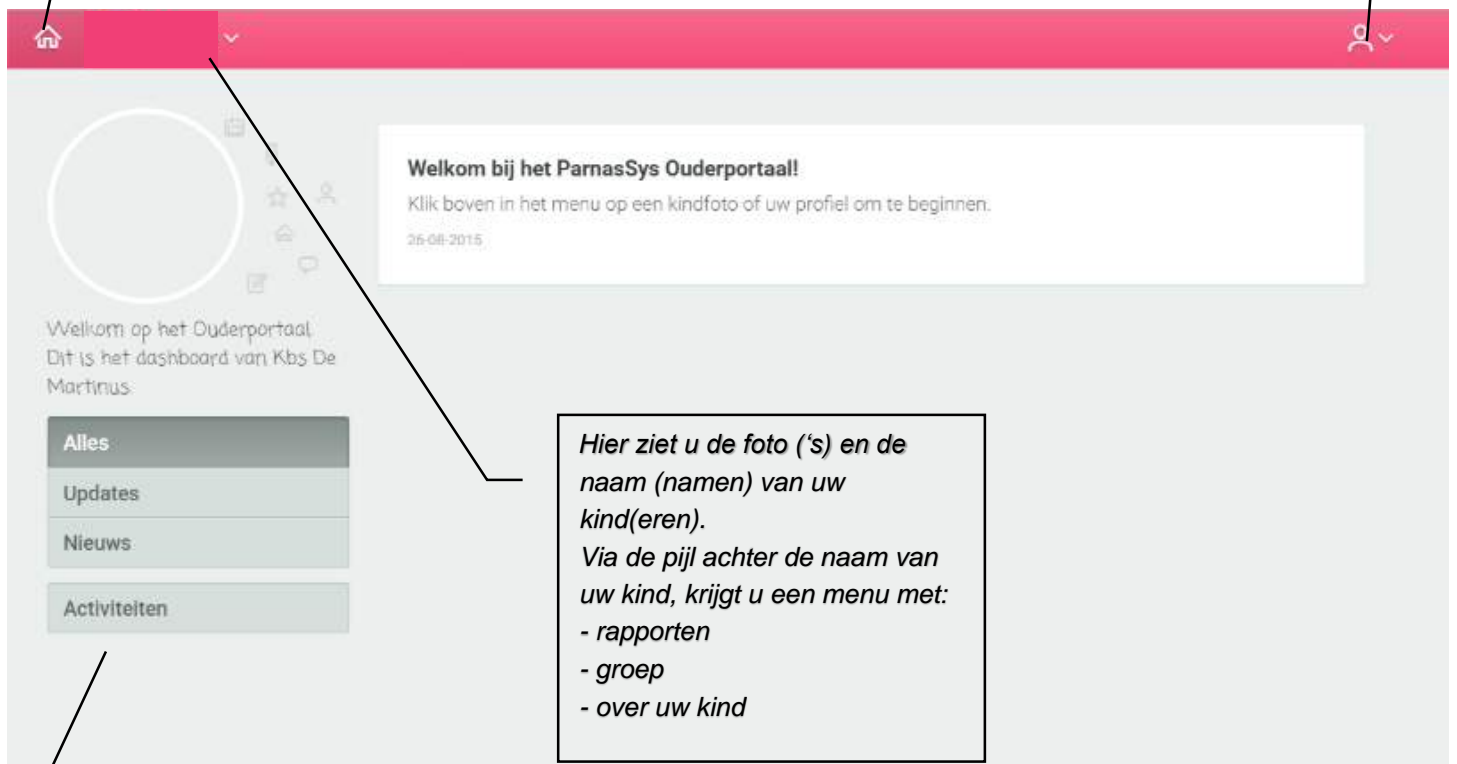 Welkom bij het ParnasSys Ouderportaal!
Klik boven in het menu op een kindfoto of uw profiel om te beginnen.
26-08-2015
Welkom op het Ouderportaal.
Dit is het dashboard van Kbs De
Martinus.
Alles
Updates
Nieuws
Activiteiten
Hier ziet u de foto (‘s) en de
naam (namen) van uw
kind(eren).
Via de pijl achter de naam van
uw kind, krijgt u een menu met:
- rapporten
- groep
- over uw kind